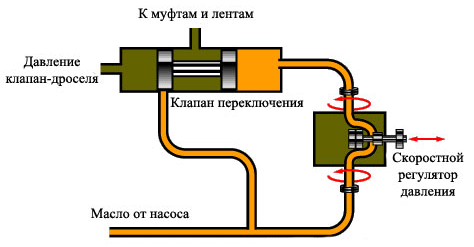 К муфтам и лентам
Давление
клапан-дроселя
Клапан переключения
Скоростной
регулятор
давления
Масло от насоса